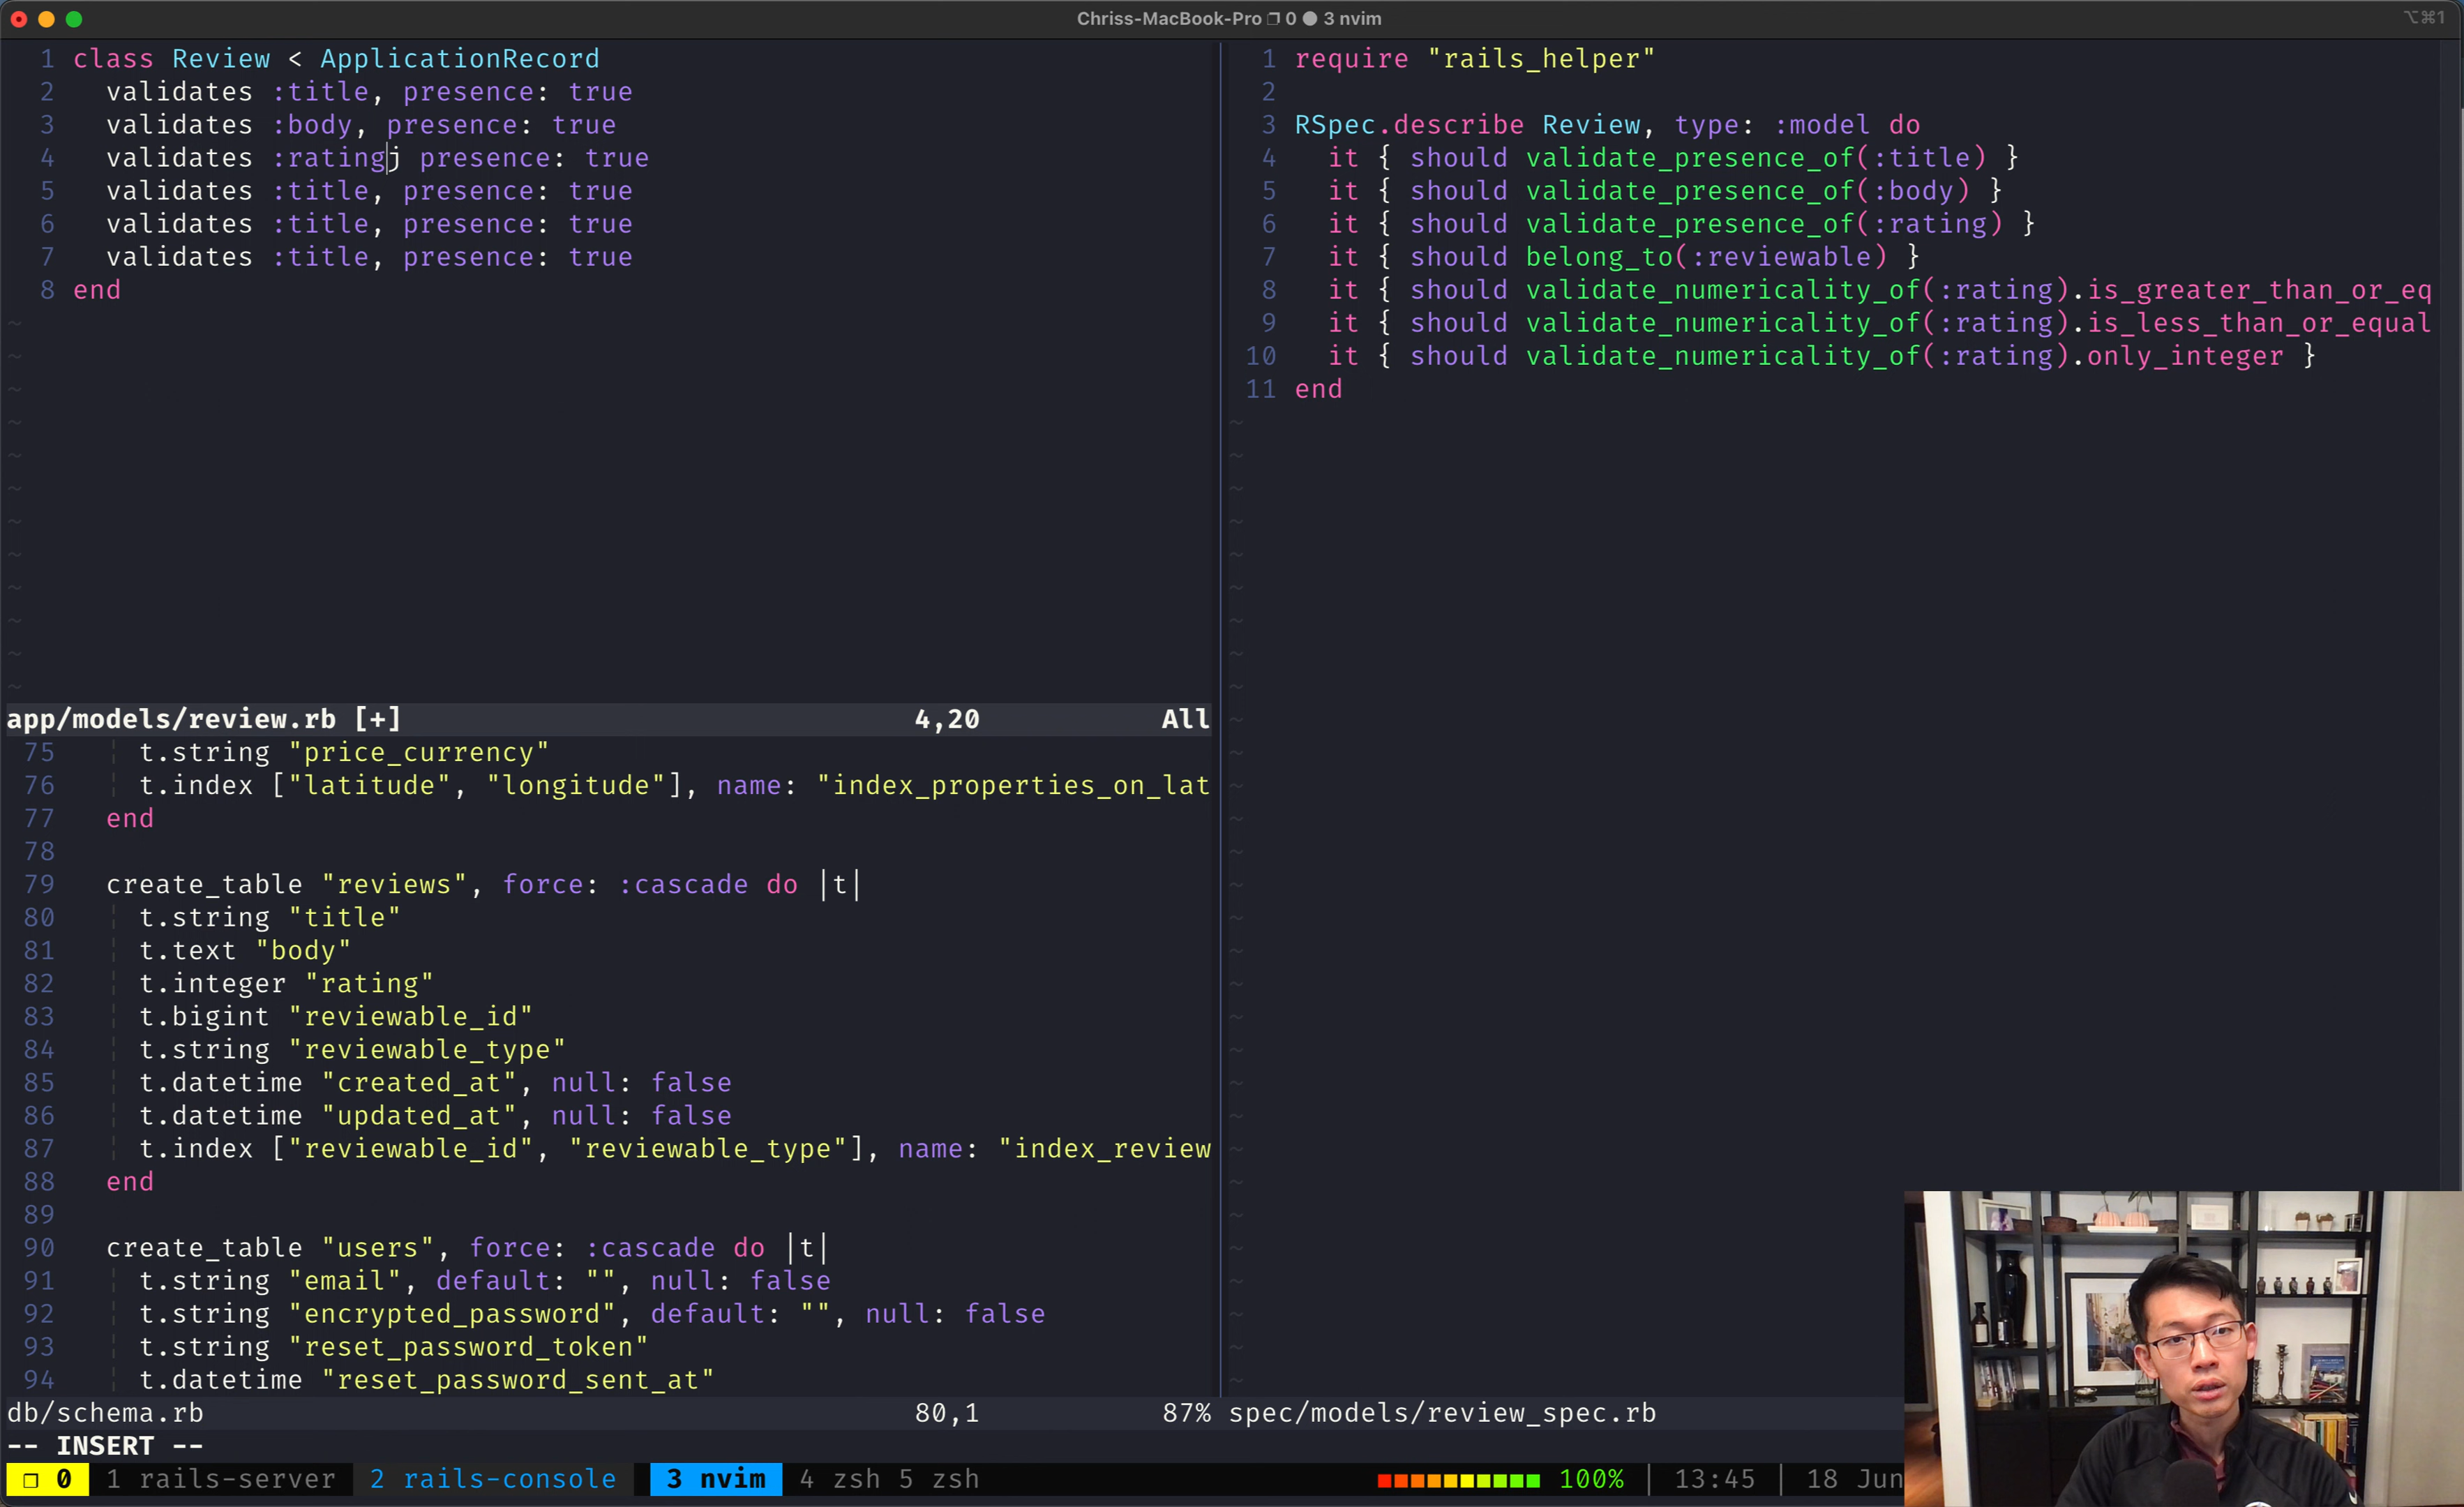 Chriss-MacBook-Pro ❐ 0 ● 3 nvim
⌥⌘1
1 class Review < ApplicationRecord
2   validates :title, presence: true
3   validates :body, presence: true
4   validates :ratingj presence: true
5   validates :title, presence: true
6   validates :title, presence: true
7   validates :title, presence: true
8 end
app/models/review.rb [+] 4,20 All
75     t.string "price_currency"
76     t.index ["latitude", "longitude"], name: "index_properties_on_lat
77   end
78
79   create_table "reviews", force: :cascade do |t|
80     t.string "title"
81     t.text "body"
82     t.integer "rating"
83     t.bigint "reviewable_id"
84     t.string "reviewable_type"
85     t.datetime "created_at", null: false
86     t.datetime "updated_at", null: false
87     t.index ["reviewable_id", "reviewable_type"], name: "index_review
88   end
89
90   create_table "users", force: :cascade do |t|
91     t.string "email", default: "", null: false
92     t.string "encrypted_password", default: "", null: false
93     t.string "reset_password_token"
94     t.datetime "reset_password_sent_at"
db/schema.rb 80,1 87%
1 require "rails_helper"
2
3 RSpec.describe Review, type: :model do
4   it { should validate_presence_of(:title) }
5   it { should validate_presence_of(:body) }
6   it { should validate_presence_of(:rating) }
7   it { should belong_to(:reviewable) }
8   it { should validate_numericality_of(:rating).is_greater_than_or_eq
9   it { should validate_numericality_of(:rating).is_less_than_or_equal
10   it { should validate_numericality_of(:rating).only_integer }
11 end
spec/models/review_spec.rb
-- INSERT --
❐ 0 1 rails-server 2 rails-console 3 nvim 4 zsh 5 zsh 100% | 13:45 | 18 Jun